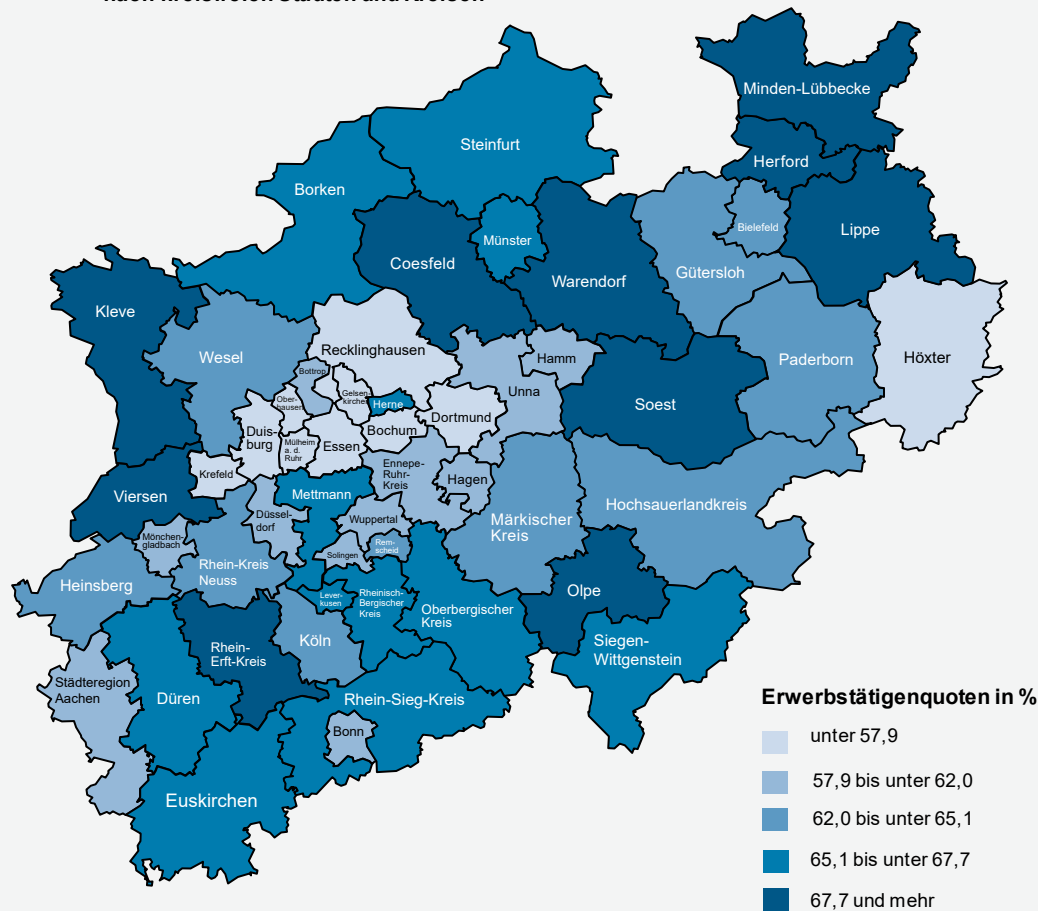 nach kreisfreien Städten und Kreisen
Minden-Lübbecke
Steinfurt
Herford
Borken
Bielefeld
Lippe
Münster
Coesfeld
Gütersloh
Warendorf
Kleve
Recklinghausen
Wesel
Hamm
Paderborn
Höxter
Bottrop
Unna
Gelsen-
kirchen
Ober-
hausen
Herne
Soest
Dortmund
Duis-
burg
Bochum
Mülheim
a. d.
Ruhr
Essen
Ennepe-
Ruhr-
Kreis
Krefeld
Hagen
Viersen
Mettmann
Hochsauerlandkreis
Düssel-
dorf
Wuppertal
Märkischer
Kreis
Mönchen-
gladbach
Rem-
scheid
Solingen
Rhein-Kreis
Neuss
Heinsberg
Olpe
Lever-
kusen
Rheinisch-
Bergischer
Kreis
Oberbergischer
Kreis
Köln
Siegen-
Wittgenstein
Rhein-
Erft-Kreis
Städteregion
Aachen
Düren
Rhein-Sieg-Kreis
Bonn
Euskirchen
Erwerbstätigenquoten in %
unter 57,9
57,9 bis unter 62,0
62,0 bis unter 65,1
65,1 bis unter 67,7
67,7 und mehr